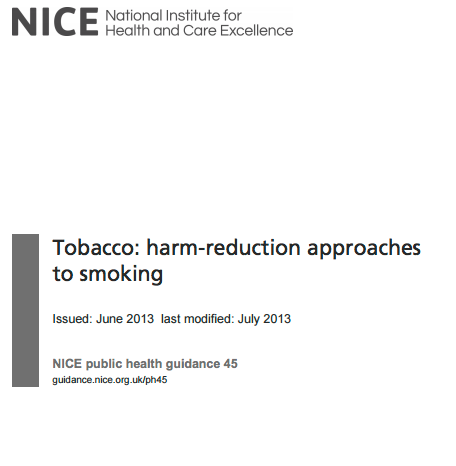 NICE National Institute for
Health and Care Excellence
Tobacco: harm-reduction approaches
to smoking
Issued: June 2013 last modified: July 2013
NICE public health guidance 45
guidance.nice.org.uk/ph45